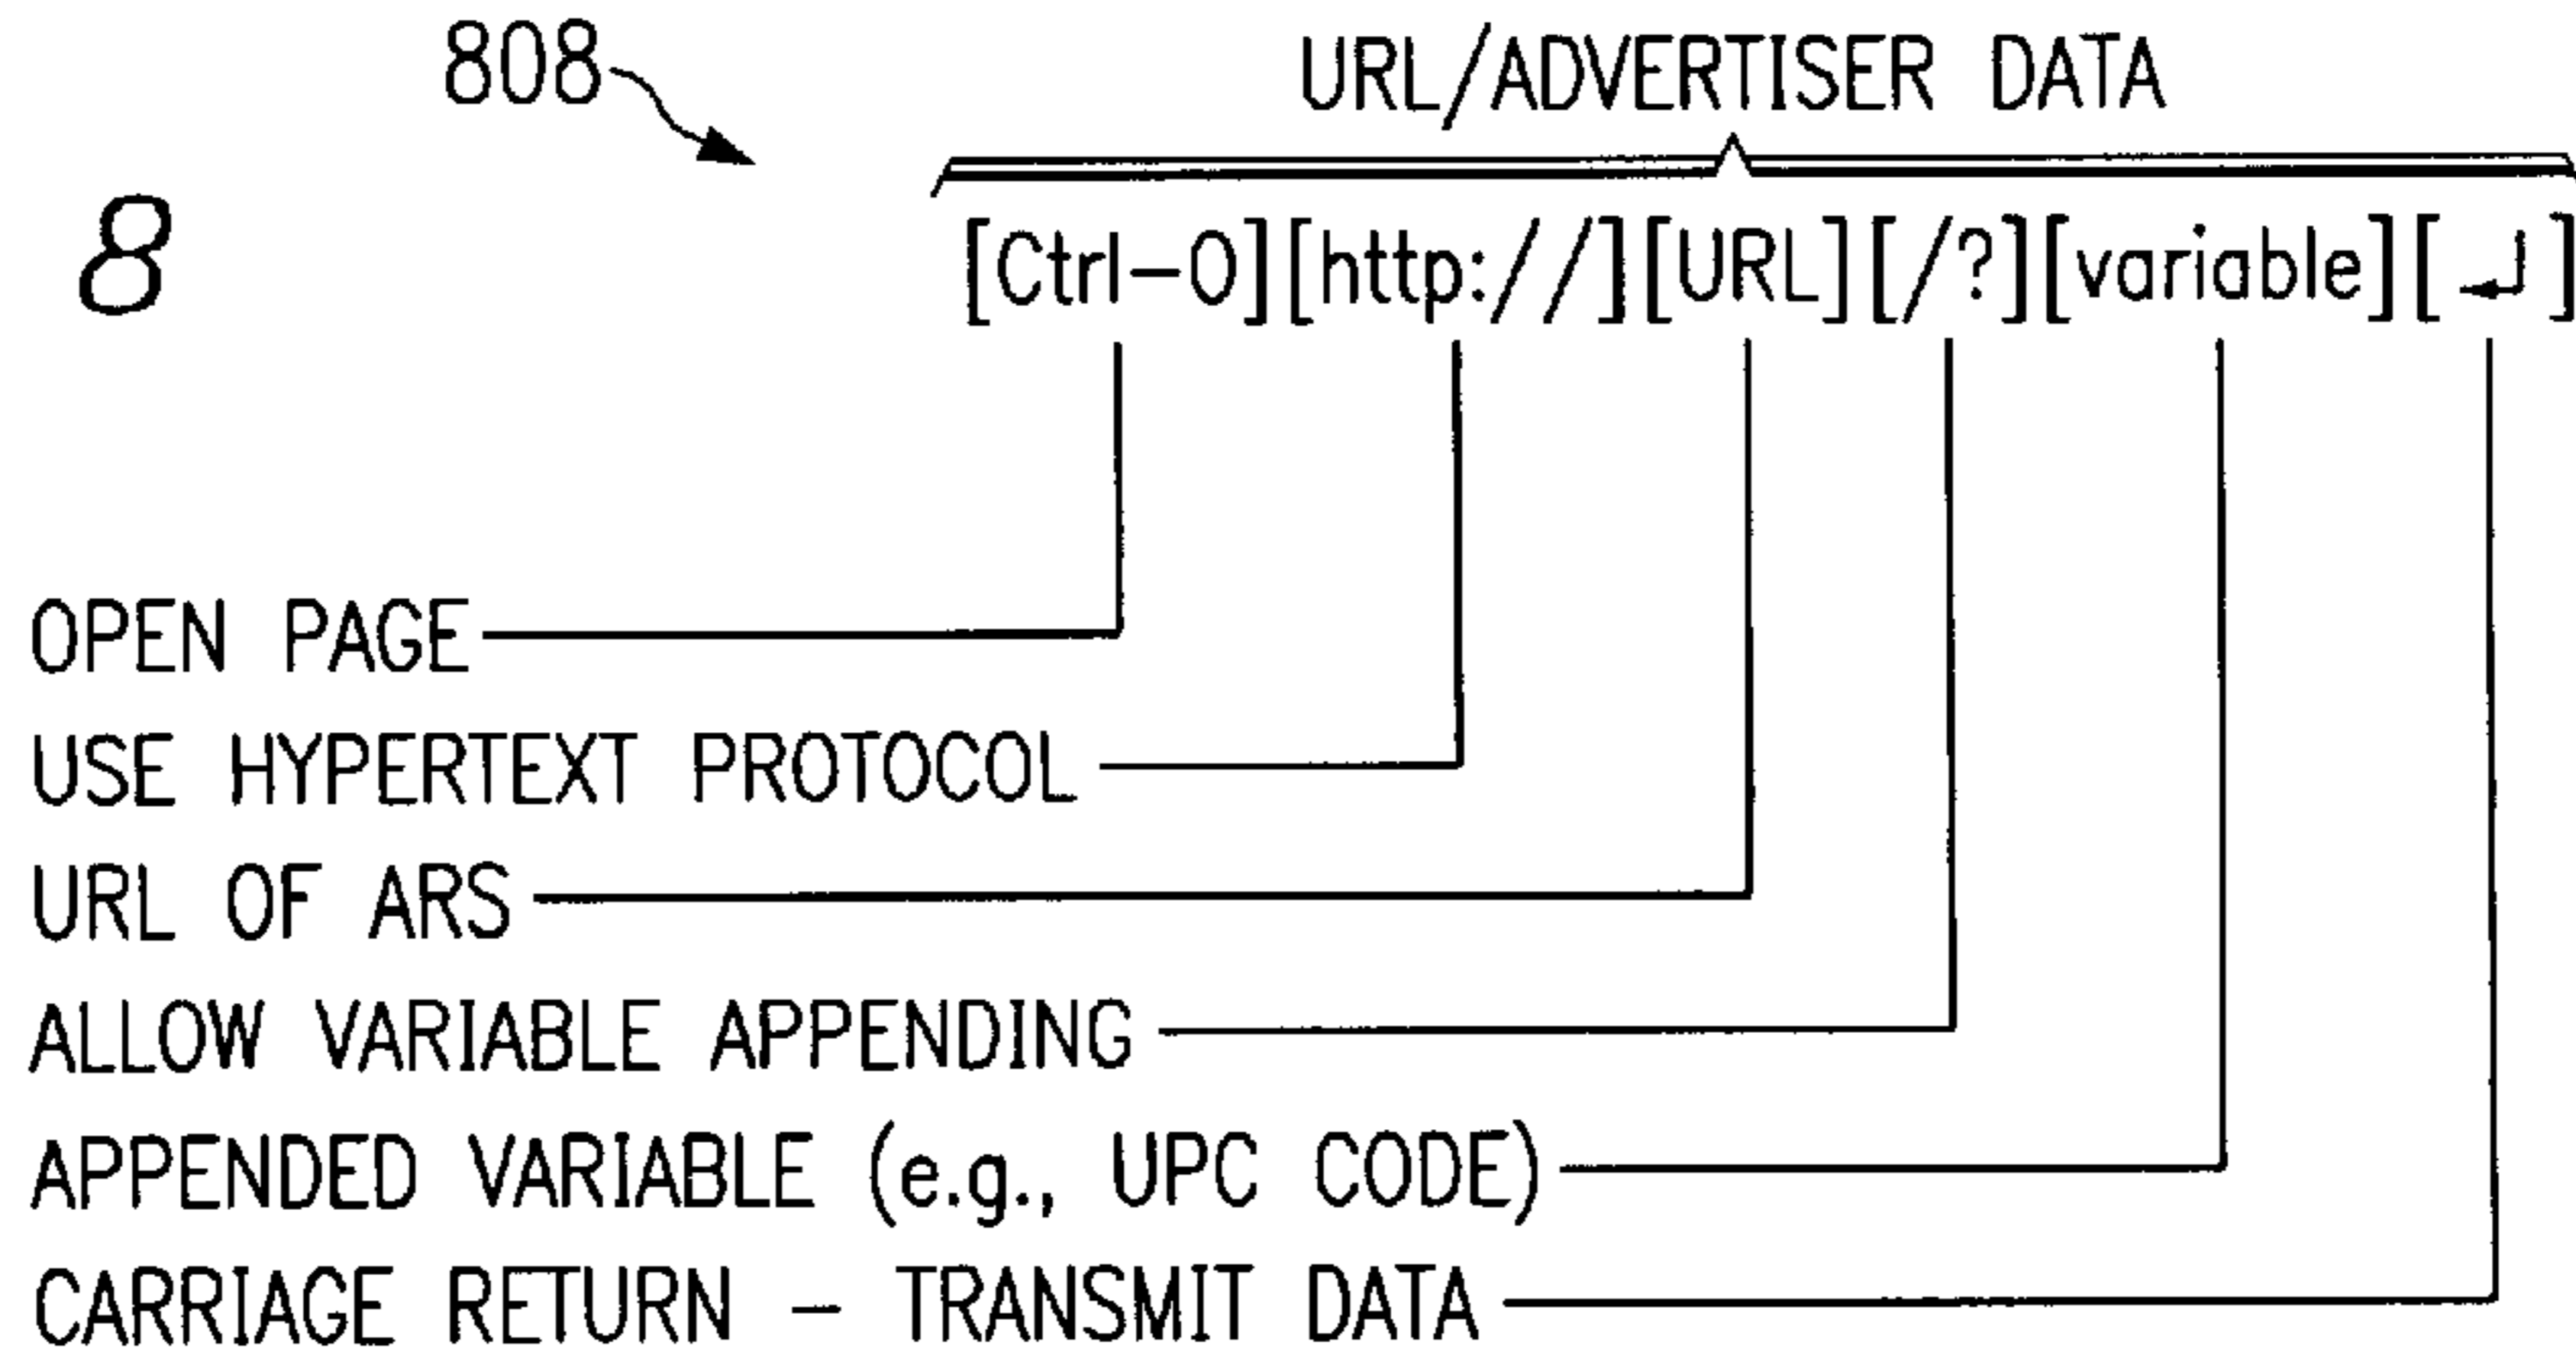 808
URL/ADVERTISER DATA
8
[Ctrl-O][http://][URL][/?][variable][↵]
OPEN PAGE
USE HYPERTEXT PROTOCOL
URL OF ARS
ALLOW VARIABLE APPENDING
APPENDED VARIABLE (e.g., UPC CODE)
CARRIAGE RETURN - TRANSMIT DATA